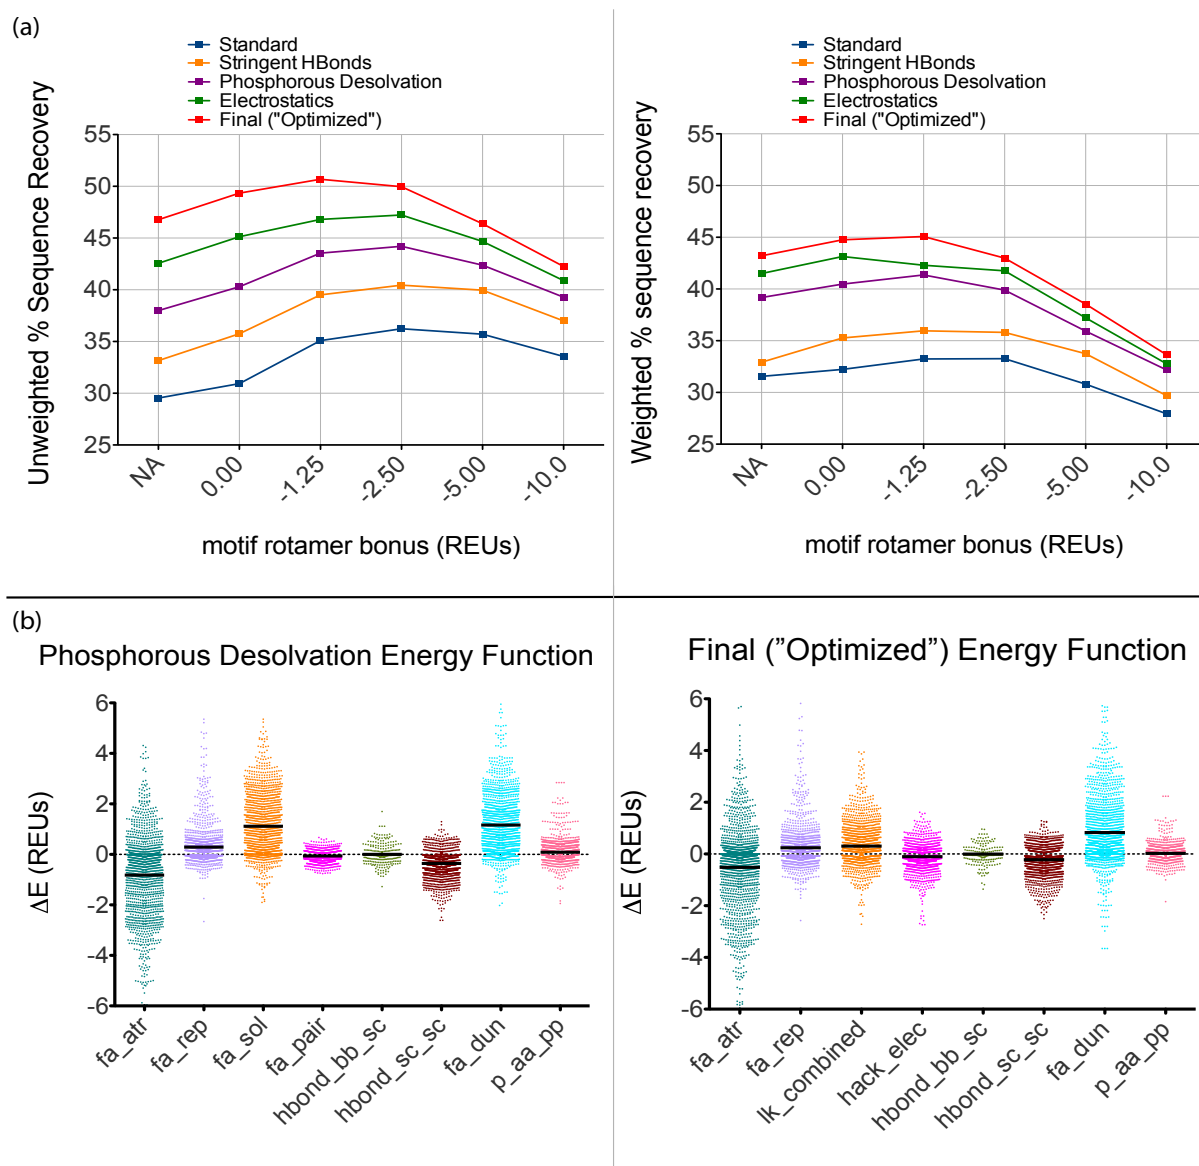 (a)
Standard
Stringent HBonds
Phosphorous Desolvation
Electrostatics
Final ("Optimized")
Unweighted % Sequence Recovery
55
50
45
40
35
30
25
NA
0.00
-1.25
-2.50
-5.00
-10.0
motif rotamer bonus (REUs)
Standard
Stringent HBonds
Phosphorous Desolvation
Electrostatics
Final ("Optimized")
Weighted % sequence recovery
55
50
45
40
35
30
25
NA
0.00
-1.25
-2.50
-5.00
-10.0
motif rotamer bonus (REUs)
(b)
Phosphorous Desolvation Energy Function
ΔE (REUs)
6
4
2
0
-2
-4
-6
fa_atr
fa_rep
fa_sol
fa_pair
hbond_bb_sc
hbond_sc_sc
fa_dun
p_aa_pp
Final (”Optimized”) Energy Function
ΔE (REUs)
6
4
2
0
-2
-4
-6
fa_atr
fa_rep
lk_combined
hack_elec
hbond_bb_sc
hbond_sc_sc
fa_dun
p_aa_pp